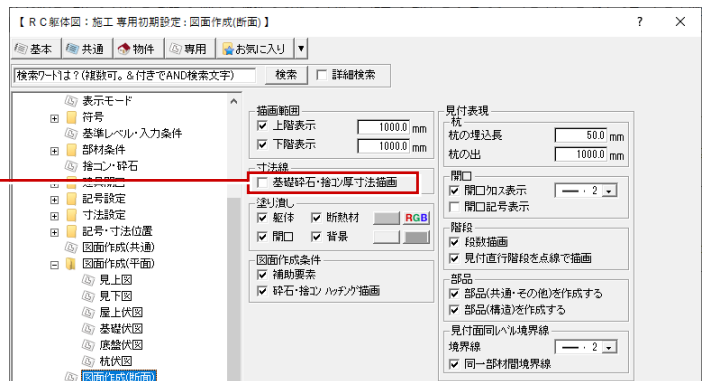 【 ＲＣ躯体図：施工 専用初期設定 : 図面作成(断面) 】 ?
基本 共通 物件 専用 お気に入り
検索ワードは？(複数可。＆付きでAND検索文字) 検索 詳細検索
表示モード
符号
基準レベル・入力条件
部材条件
捨コン・砕石
建具開口
記号設定
寸法設定
記号・寸法位置
図面作成(共通)
図面作成(平面)
見上図
見下図
屋上伏図
基礎伏図
床盤伏図
杭伏図
図面作成(断面)
描画範囲
上階表示 1000.0 mm
下階表示 1000.0 mm
寸法線
基礎砕石・捨コン厚寸法描画
塗り潰し
躯体 断熱材 RGB
開口 背景
図面作成条件
補助要素
砕石・捨コン ハッチング描画
見付表現
杭
杭の埋込長 50.0 mm
杭の出 1000.0 mm
開口
開口クロス表示 2
開口記号表示
階段
段数描画
見付直行階段を点線で描画
部品
部品(共通・その他)を作成する
部品(構造)を作成する
見付面同レベル境界線
境界線 2
同一部材間境界線